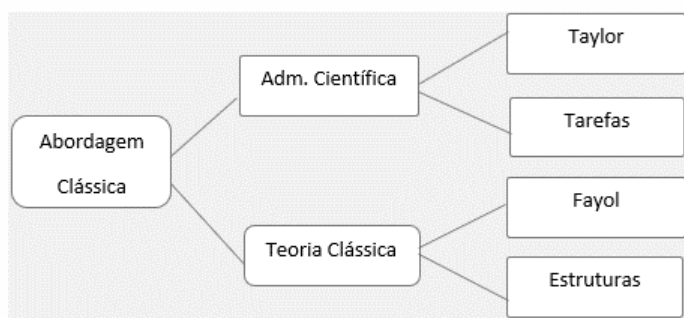 Abordagem
Clássica
Adm. Científica
Taylor
Tarefas
Teoria Clássica
Fayol
Estruturas